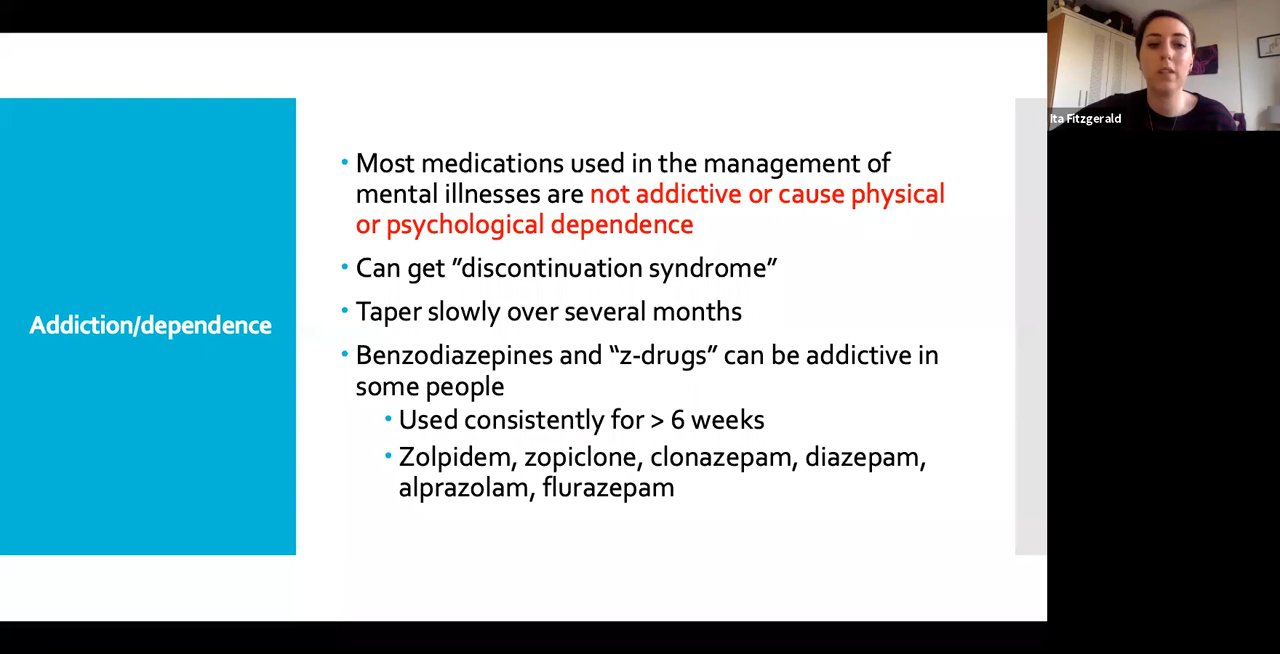 Addiction/dependence
• Most medications used in the management of
mental illnesses are not addictive or cause physical
or psychological dependence
• Can get ”discontinuation syndrome”
• Taper slowly over several months
• Benzodiazepines and “z-drugs” can be addictive in
some people
• Used consistently for > 6 weeks
• Zolpidem, zopiclone, clonazepam, diazepam,
alprazolam, flurazepam
Ita Fitzgerald